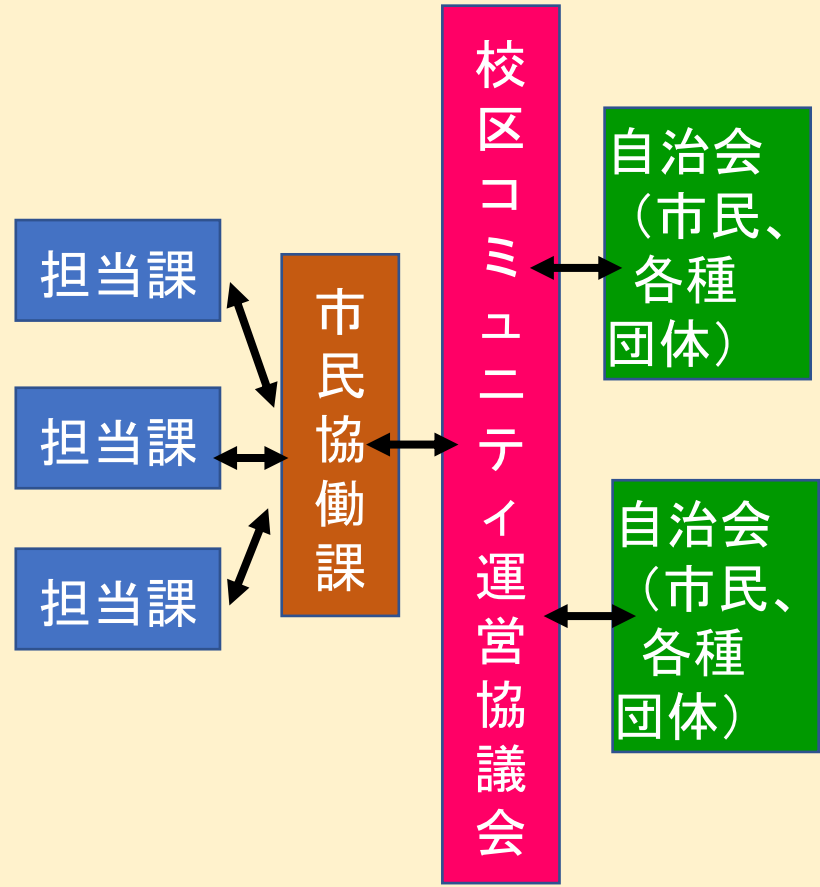 担当課
担当課
担当課
市民協働課
校区コミュニティ運営協議会
自治会
（市民、
各種
団体）
自治会
（市民、
各種
団体）